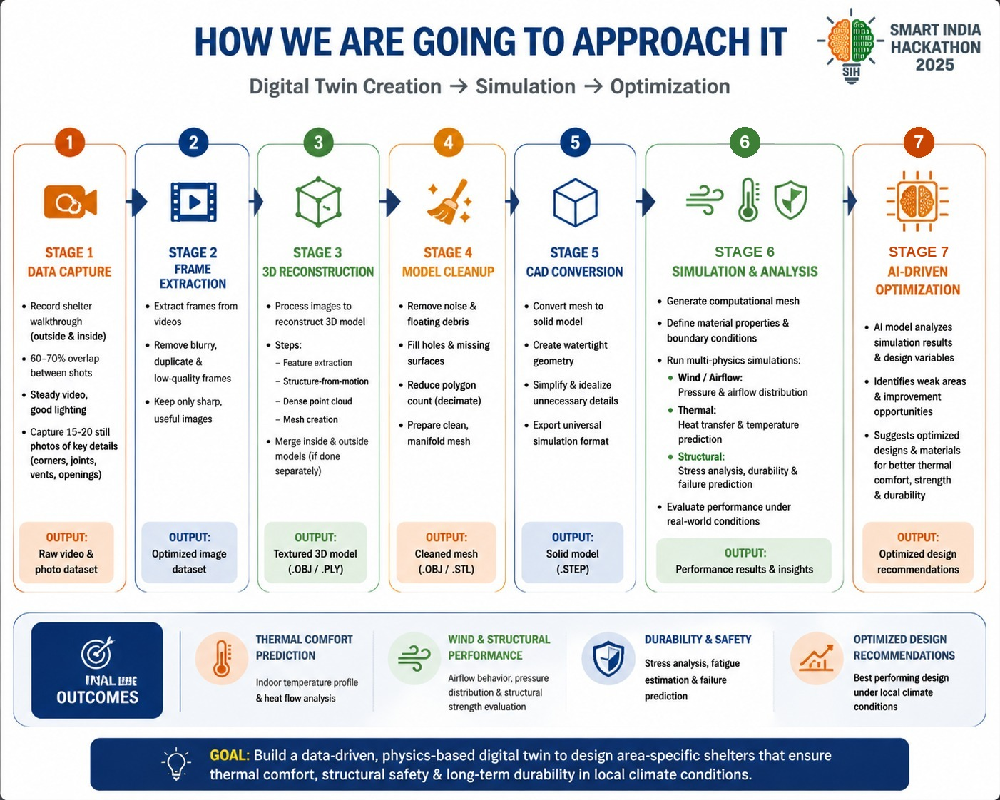 HOW WE ARE GOING TO APPROACH IT
Digital Twin Creation → Simulation → Optimization
SIH
SMART INDIA
HACKATHON
2025
1
STAGE 1
DATA CAPTURE
• Record shelter
walkthrough
(outside & inside)
• 60–70% overlap
between shots
• Steady video,
good lighting
• Capture 15-20 still
photos of key details
(corners, joints,
vents, openings)
OUTPUT:
Raw video &
photo dataset
2
STAGE 2
FRAME
EXTRACTION
• Extract frames from
videos
• Remove blurry,
duplicate &
low-quality frames
• Keep only sharp,
useful images
OUTPUT:
Optimized image
dataset
3
STAGE 3
3D RECONSTRUCTION
• Process images to
reconstruct 3D model
• Steps:
– Feature extraction
– Structure-from-motion
– Dense point cloud
– Mesh creation
• Merge inside & outside
models (if done
separately)
OUTPUT:
Textured 3D model
(.OBJ / .PLY)
4
STAGE 4
MODEL CLEANUP
• Remove noise &
floating debris
• Fill holes & missing
surfaces
• Reduce polygon
count (decimate)
• Prepare clean,
manifold mesh
OUTPUT:
Cleaned mesh
(.OBJ / .STL)
5
STAGE 5
CAD CONVERSION
• Convert mesh to
solid model
• Create watertight
geometry
• Simplify & idealize
unnecessary details
• Export universal
simulation format
OUTPUT:
Solid model
(.STEP)
6
STAGE 6
SIMULATION & ANALYSIS
• Generate computational mesh
• Define material properties &
boundary conditions
• Run multi-physics simulations:
• Wind / Airflow:
Pressure & airflow distribution
• Thermal:
Heat transfer & temperature
prediction
• Structural:
Stress analysis, durability &
failure prediction
• Evaluate performance under
real-world conditions
OUTPUT:
Performance results & insights
7
STAGE 7
AI-DRIVEN
OPTIMIZATION
• AI model analyzes
simulation results
& design variables
• Identifies weak areas
& improvement
opportunities
• Suggests optimized
designs & materials
for better thermal
comfort, strength
& durability
OUTPUT:
Optimized design
recommendations
OUTCOMES
THERMAL COMFORT
PREDICTION
Indoor temperature profile
& heat flow analysis
WIND & STRUCTURAL
PERFORMANCE
Airflow behavior, pressure
distribution & structural
strength evaluation
DURABILITY & SAFETY
Stress analysis, fatigue
estimation & failure
prediction
OPTIMIZED DESIGN
RECOMMENDATIONS
Best performing design
under local climate
conditions
GOAL: Build a data-driven, physics-based digital twin to design area-specific shelters that ensure
thermal comfort, structural safety & long-term durability in local climate conditions.